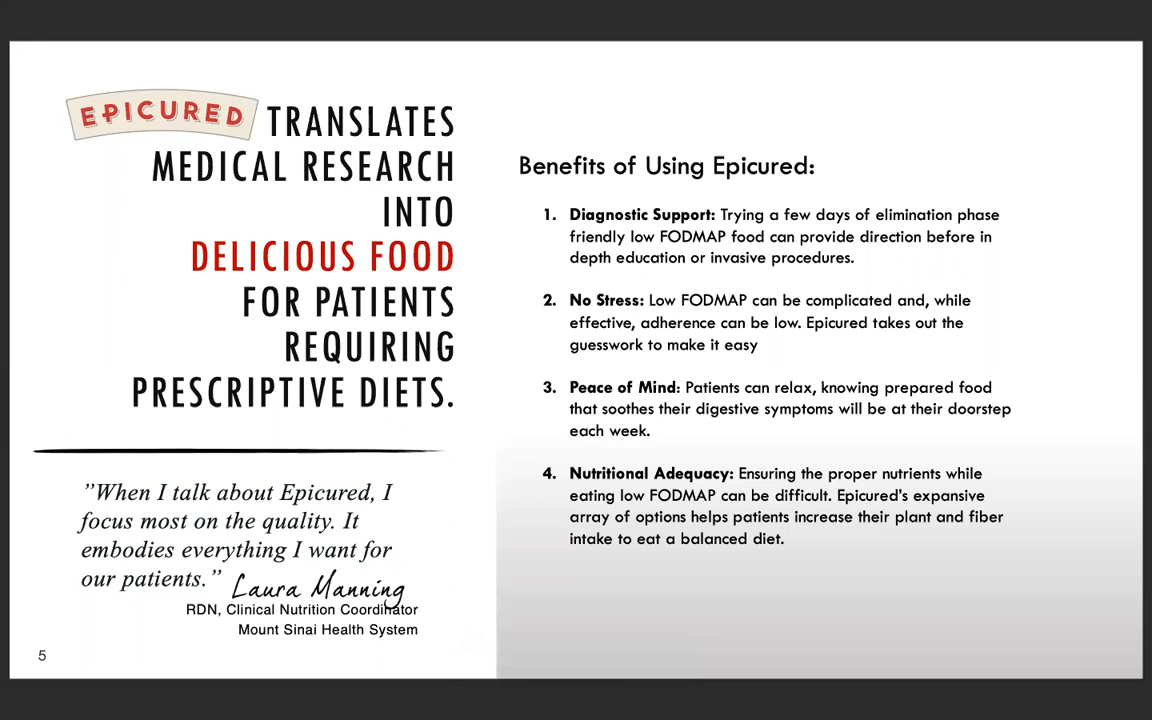 EPICURED TRANSLATES
MEDICAL RESEARCH
INTO
DELICIOUS FOOD
FOR PATIENTS
REQUIRING
PRESCRIPTIVE DIETS.
”When I talk about Epicured, I
focus most on the quality. It
embodies everything I want for
our patients.” Laura Manning
RDN, Clinical Nutrition Coordinator
Mount Sinai Health System
5
Benefits of Using Epicured:
1. Diagnostic Support: Trying a few days of elimination phase
friendly low FODMAP food can provide direction before in
depth education or invasive procedures.
2. No Stress: Low FODMAP can be complicated and, while
effective, adherence can be low. Epicured takes out the
guesswork to make it easy
3. Peace of Mind: Patients can relax, knowing prepared food
that soothes their digestive symptoms will be at their doorstep
each week.
4. Nutritional Adequacy: Ensuring the proper nutrients while
eating low FODMAP can be difficult. Epicured’s expansive
array of options helps patients increase their plant and fiber
intake to eat a balanced diet.